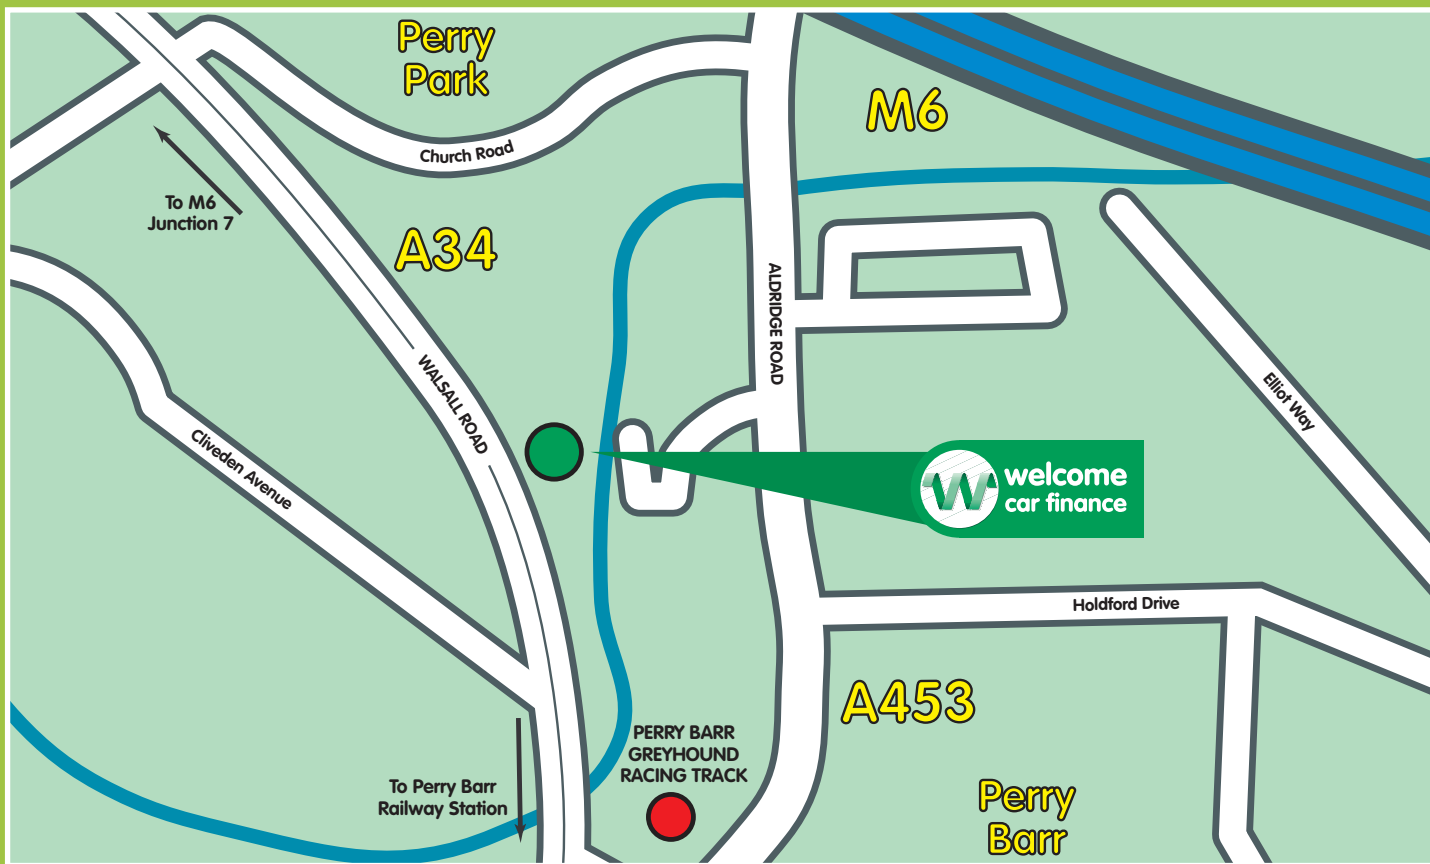 Perry
Park
M6
Church Road
To M6
Junction 7
A34
ALDRIDGE ROAD
WALSALL ROAD
Elliot Way
Cliveden Avenue
W
welcome
car finance
Holdford Drive
A453
PERRY BARR
GREYHOUND
RACING TRACK
To Perry Barr
Railway Station
Perry
Barr